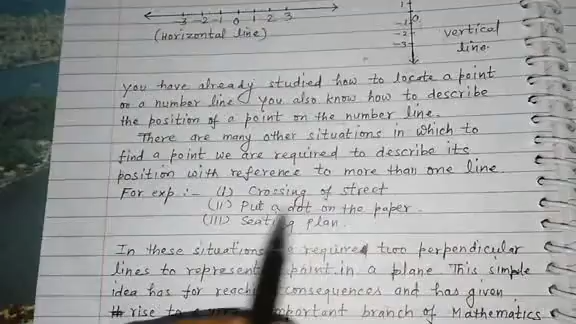 -3 -2 -1 0 1 2 3
(Horizontal line)
1
0
-1
-2
-3
vertical
line.
you have already studied how to locate a point
on a number line you also know how to describe
the position of a point on the number line.
There are many other situations in which to
find a point we are required to describe its
position with reference to more than one line.
For exp :- (I) Crossing of street
(II) Put a dot on the paper.
(III) Seating plan.
In these situations require two perpendicular
lines to represent point in a plane This simple
idea has for reach consequences and has given
rise to a important branch of Mathematics